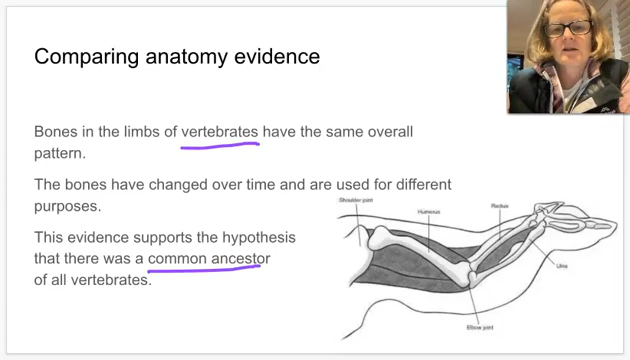 Comparing anatomy evidence
Bones in the limbs of vertebrates have the same overall
pattern.
The bones have changed over time and are used for different
purposes.
This evidence supports the hypothesis
that there was a common ancestor
of all vertebrates.
Shoulder joint
Humerus
Radius
Ulna
Elbow joint